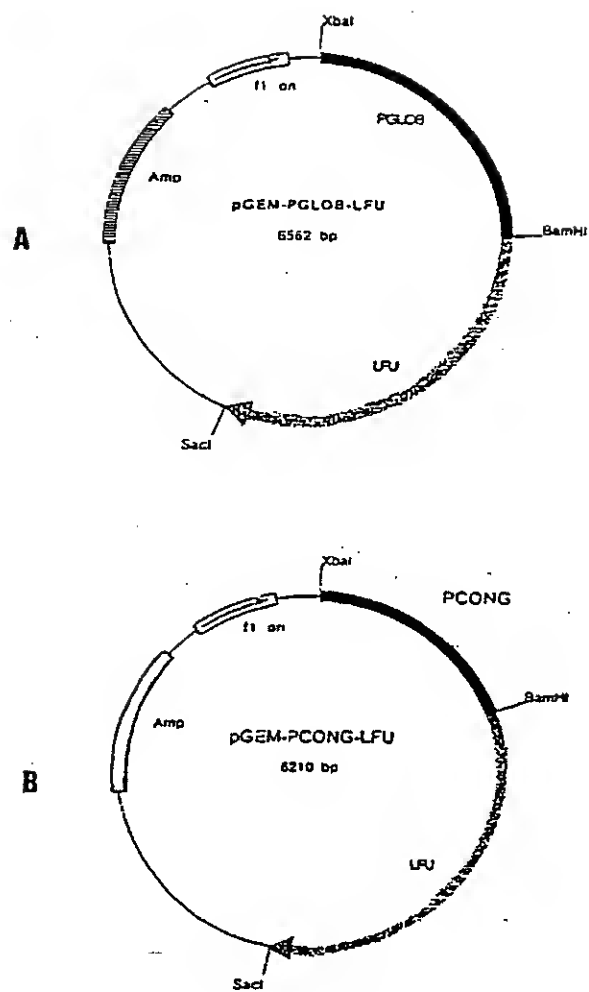 XbaI
f1 ori
PGLOB
Amp
pGEM-PGLOB-LFU
6562 bp
BamHI
A
LFU
SacI
XbaI
PCONG
f1 ori
BamHI
Amp
pGEM-PCONG-LFU
6210 bp
B
LFU
SacI